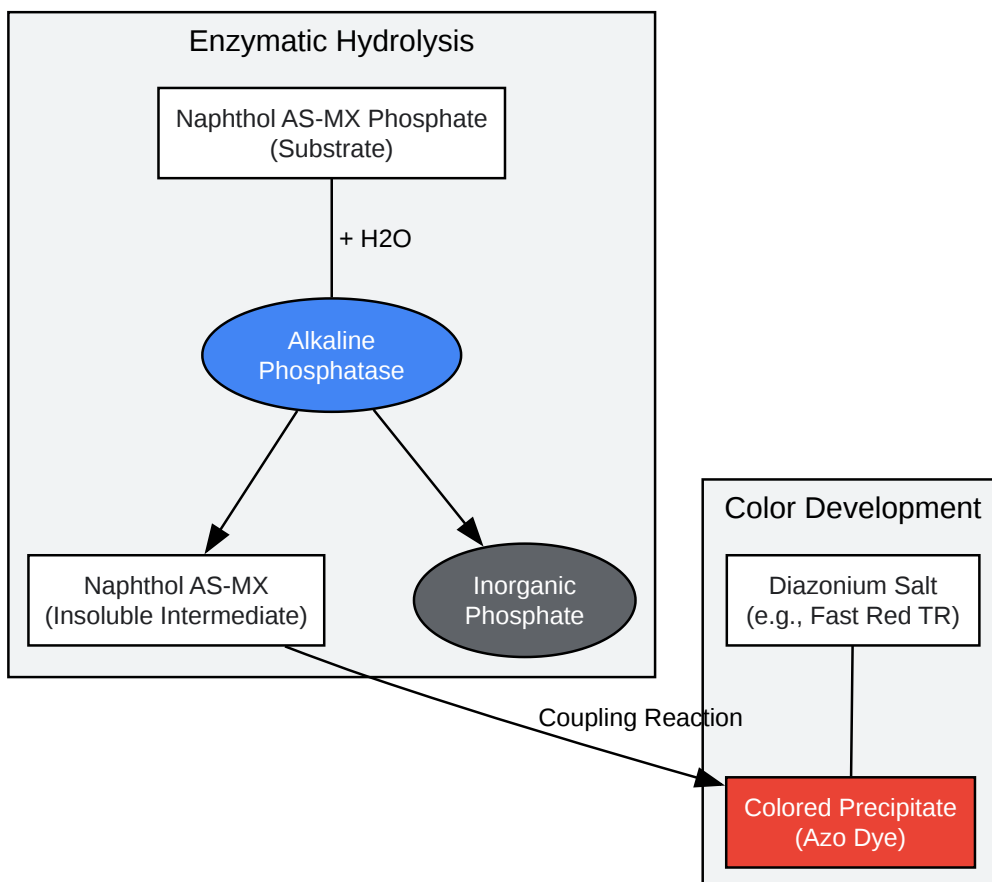 Enzymatic Hydrolysis
Naphthol AS-MX Phosphate
(Substrate)
+ H2O
Alkaline
Phosphatase
Naphthol AS-MX
(Insoluble Intermediate)
Inorganic
Phosphate
Color Development
Diazonium Salt
(e.g., Fast Red TR)
Coupling Reaction
Colored Precipitate
(Azo Dye)